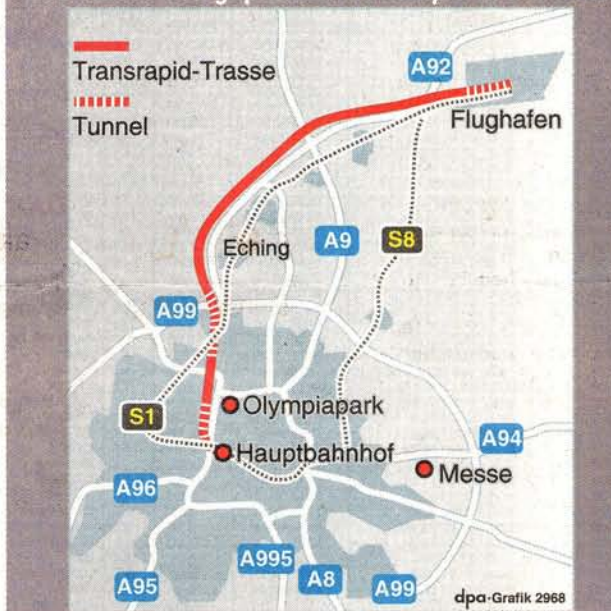 Transrapid-Trasse
Tunnel
A92
Flughafen
Eching
A9
S8
A99
Olympiapark
S1
Hauptbahnhof
A94
Messe
A96
A995
A95
A8
A99
dpa-Grafik 2968